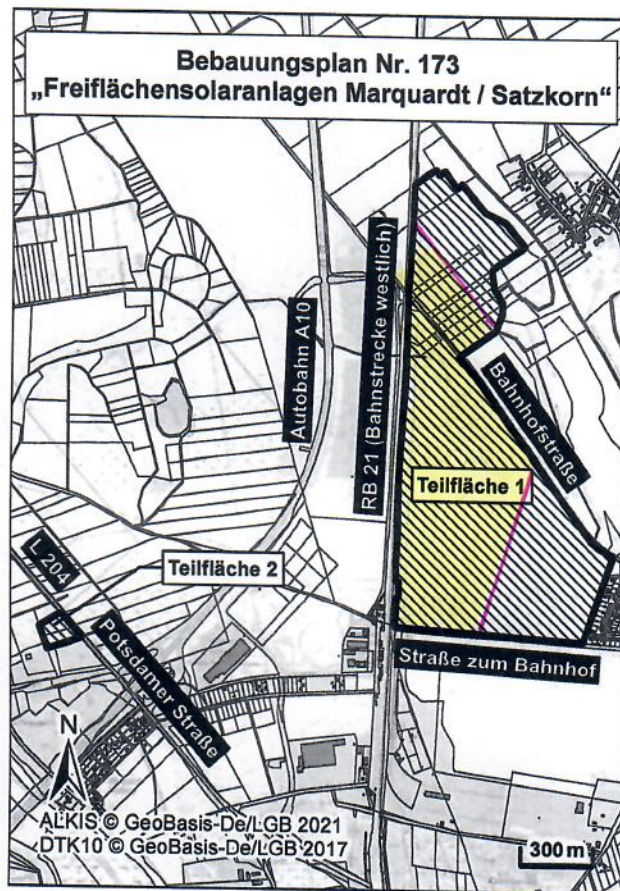 Bebauungsplan Nr. 173
„Freiflächensolaranlagen Marquardt / Satzkorn“
Autobahn A10
RB 21 (Bahnstrecke westlich)
Bahnhofstraße
Teilfläche 1
Teilfläche 2
L 204
Potsdamer Straße
Straße zum Bahnhof
N
ALKIS © GeoBasis-De/LGB 2021
DTK10 © GeoBasis-De/LGB 2017
300 m